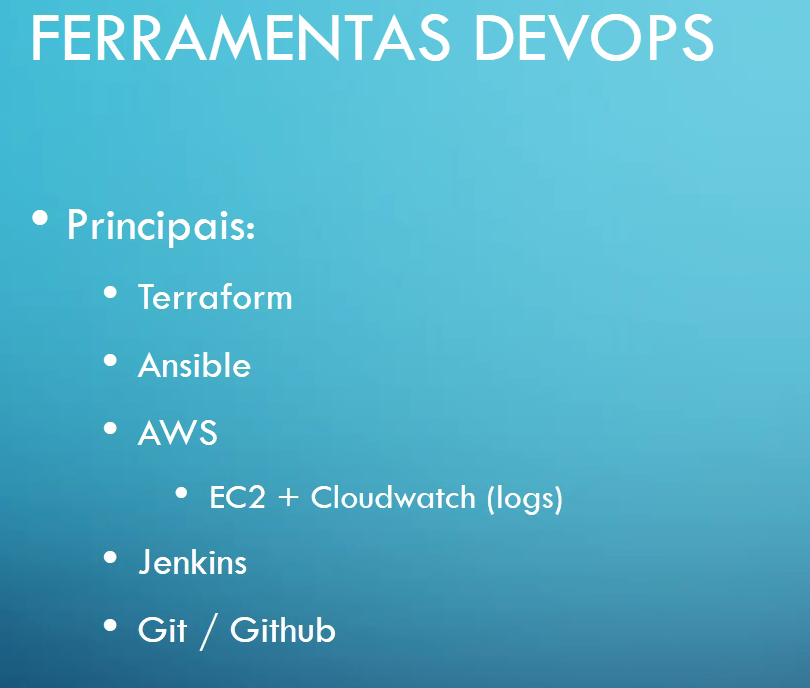 FERRAMENTAS DEVOPS
• Principais:
• Terraform
• Ansible
• AWS
• EC2 + Cloudwatch (logs)
• Jenkins
• Git / Github